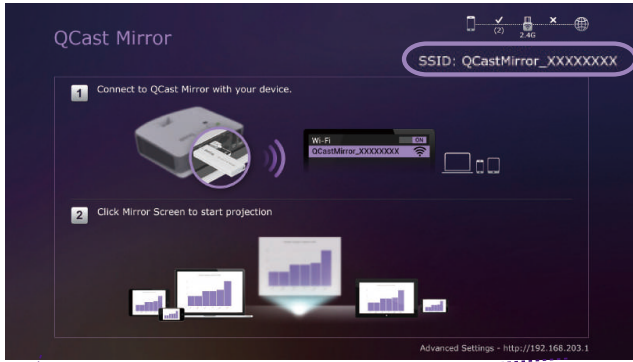 QCast Mirror
(2)
2.4G
SSID: QCastMirror_XXXXXXXX
1 Connect to QCast Mirror with your device.
Wi-Fi ON
QCastMirror_XXXXXXXX
2 Click Mirror Screen to start projection
Advanced Settings - http://192.168.203.1